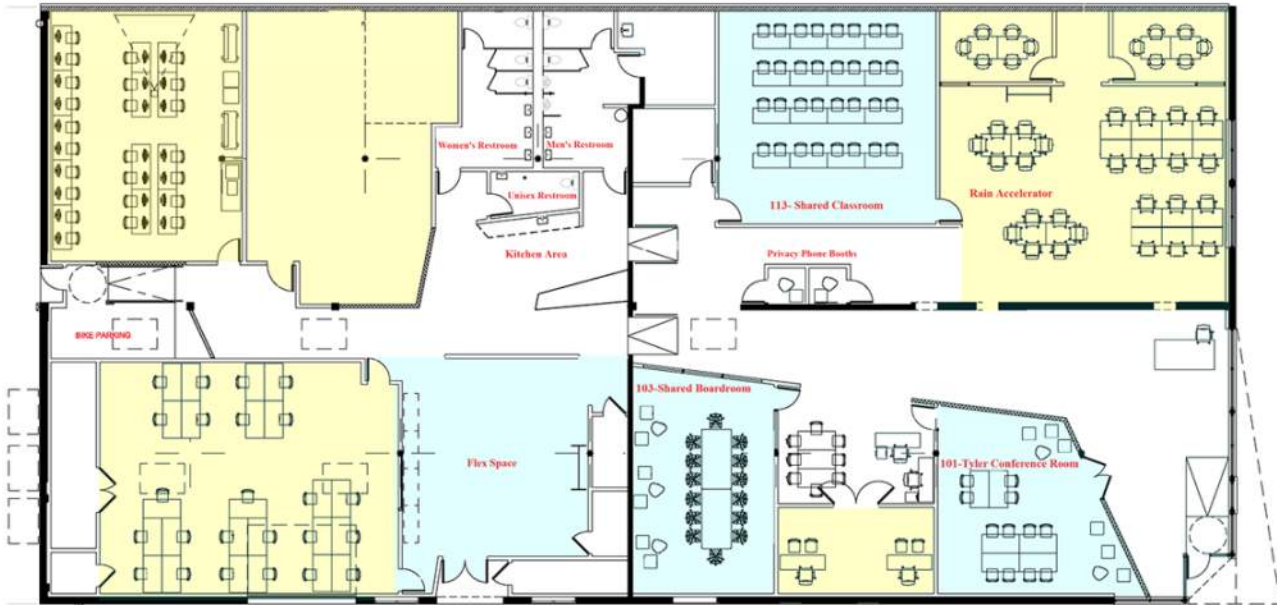 Women's Restroom
Men's Restroom
Unisex Restroom
Kitchen Area
113- Shared Classroom
Rain Accelerator
Privacy Phone Booths
BIKE PARKING
103-Shared Boardroom
Flex Space
101-Tyler Conference Room